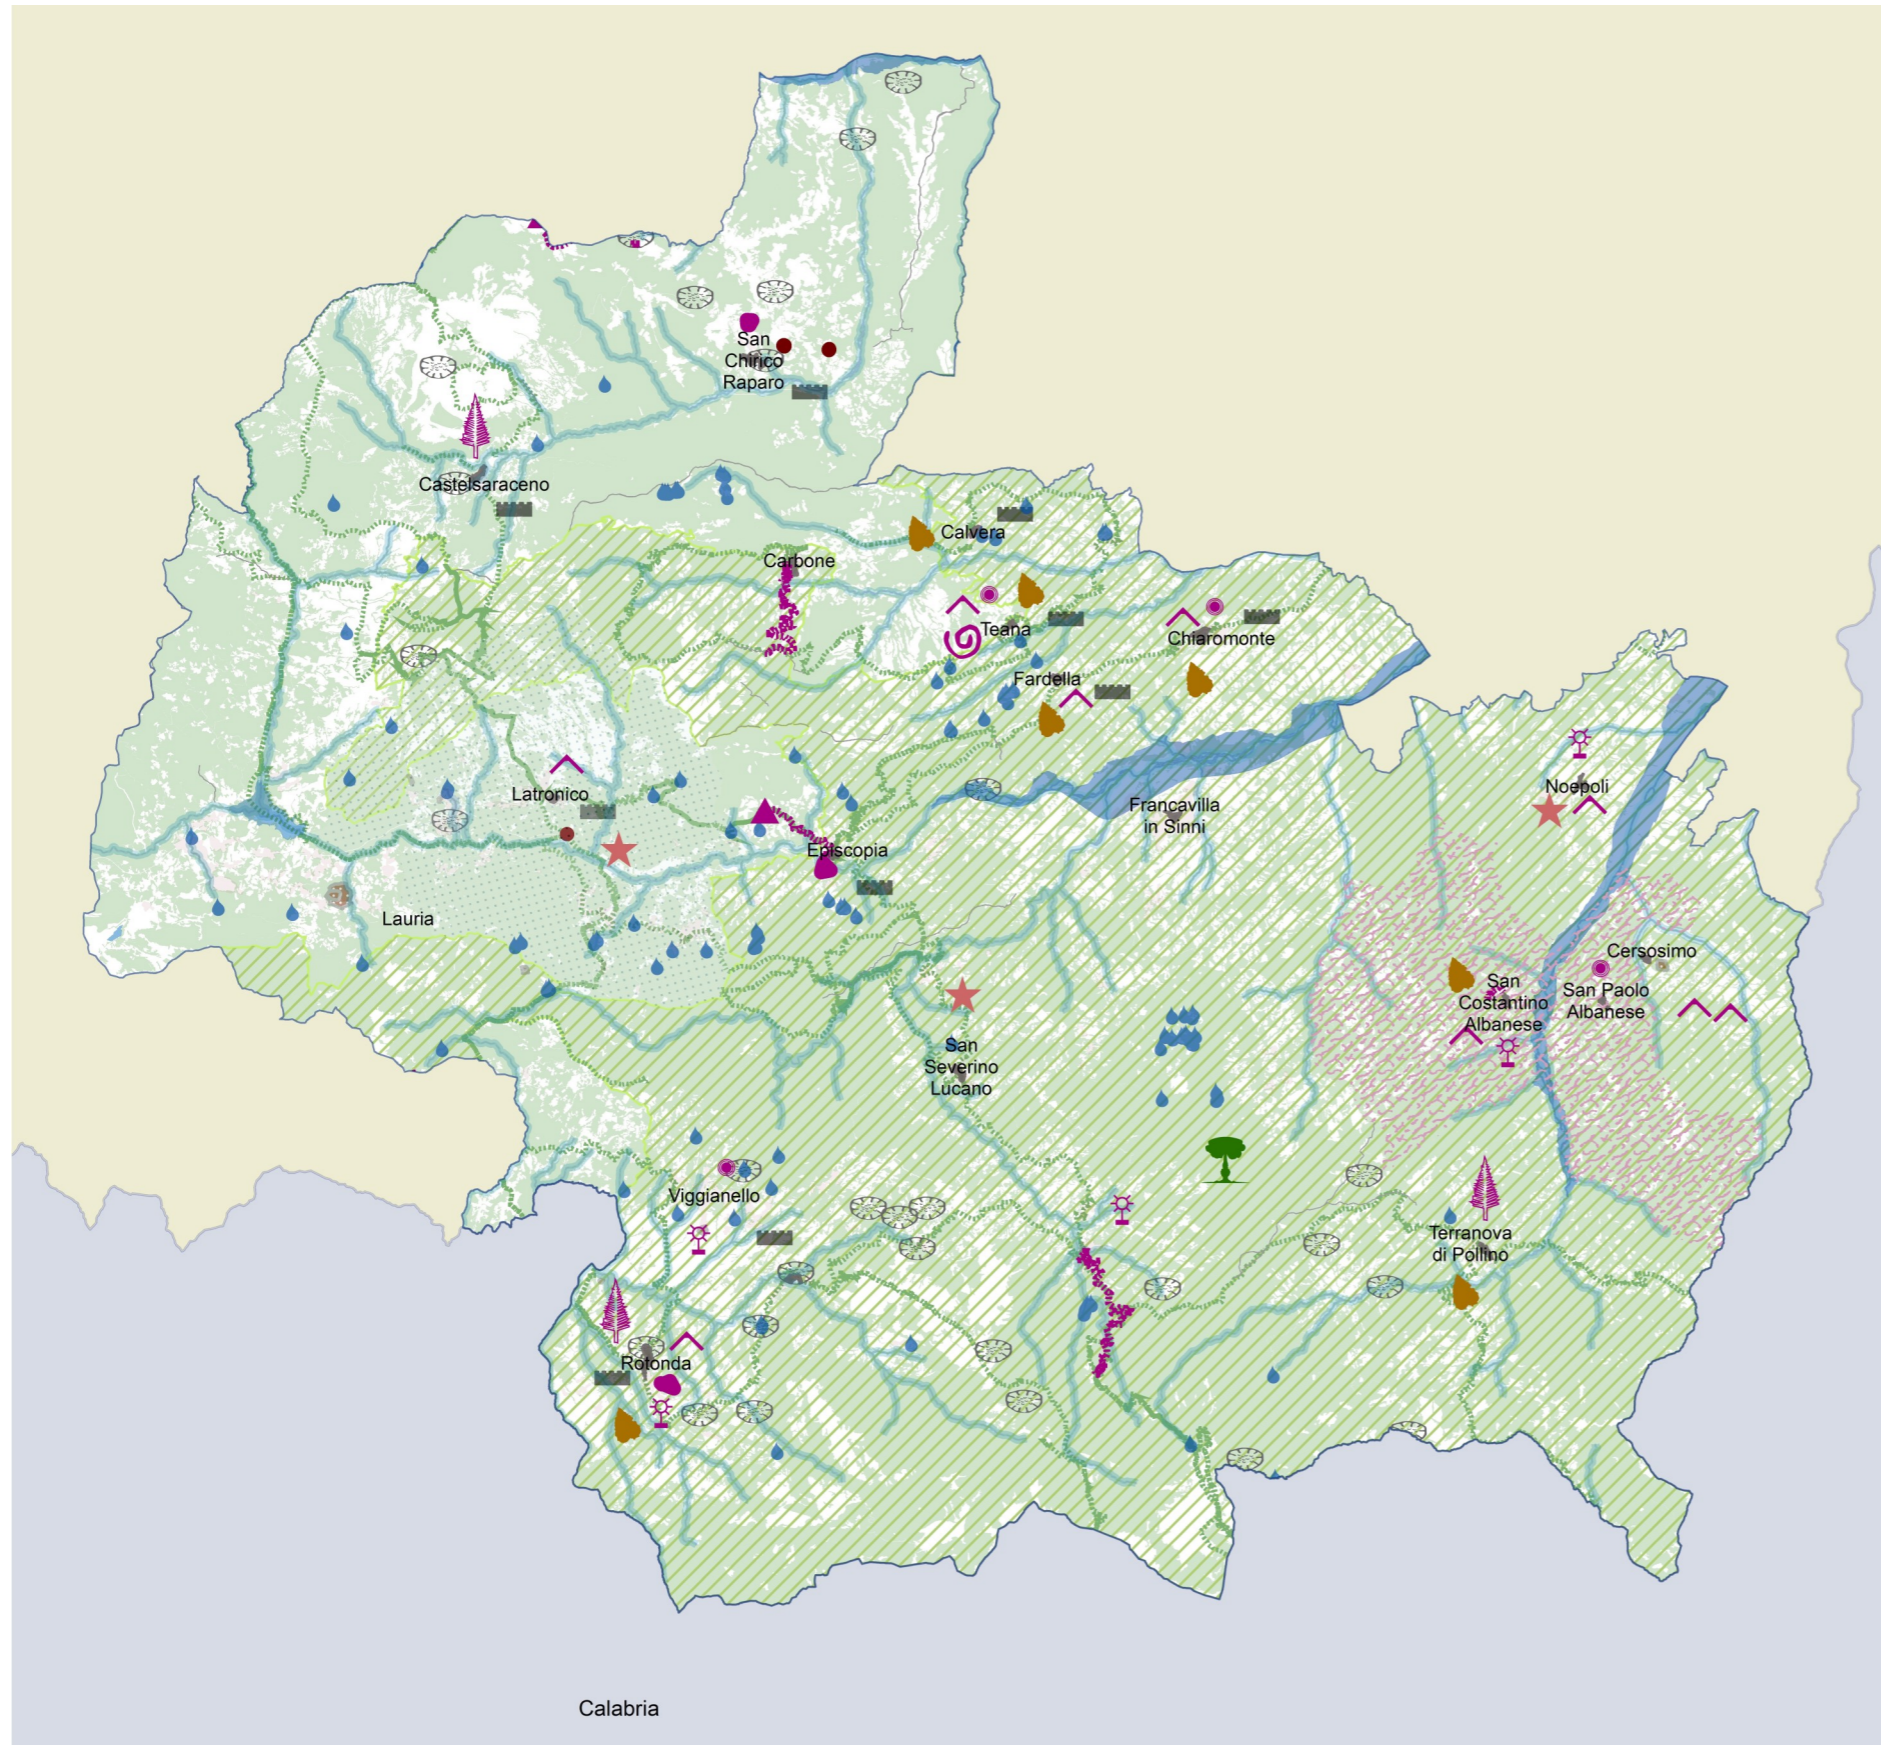 San
Chirico
Raparo
Castelsaraceno
Calvera
Carbone
Teana
Chiaromonte
Fardella
Noepoli
Latronico
Francavilla
in Sinni
Episcopia
Lauria
Cersosimo
San
Costantino
Albanese
San Paolo
Albanese
San
Severino
Lucano
Viggianello
Terranova
di Pollino
Rotonda
Calabria